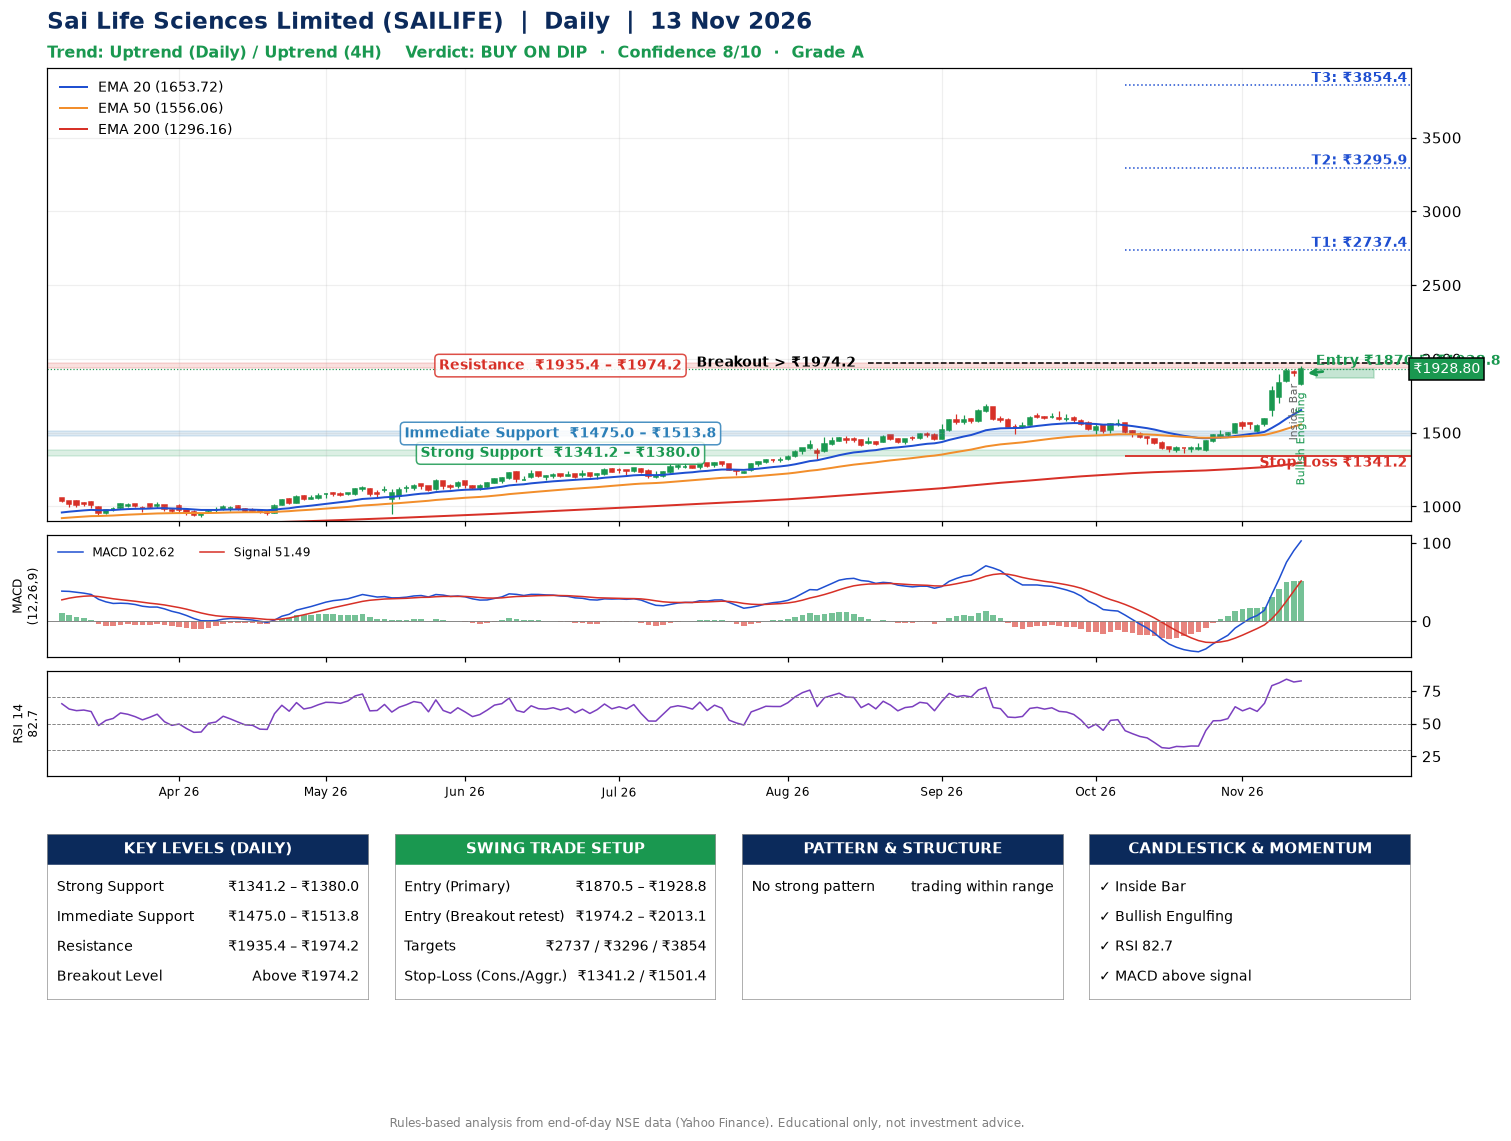 Sai Life Sciences Limited (SAILIFE)  |  Daily  |  13 Nov 2026
Trend: Uptrend (Daily) / Uptrend (4H)    Verdict: BUY ON DIP  ·  Confidence 8/10  ·  Grade A
EMA 20 (1653.72)
EMA 50 (1556.06)
EMA 200 (1296.16)
T3: ₹3854.4
3500
T2: ₹3295.9
3000
T1: ₹2737.4
2500
Resistance  ₹1935.4 – ₹1974.2
Breakout > ₹1974.2
₹1928.80
Inside Bar
Bullish Engulfing
Immediate Support  ₹1475.0 – ₹1513.8
1500
Strong Support  ₹1341.2 – ₹1380.0
Stop-Loss ₹1341.2
1000
MACD 102.62
Signal 51.49
MACD
(12,26,9)
100
0
RSI 14
82.7
75
50
25
Apr 26
May 26
Jun 26
Jul 26
Aug 26
Sep 26
Oct 26
Nov 26
KEY LEVELS (DAILY)
Strong Support  ₹1341.2 – ₹1380.0
Immediate Support  ₹1475.0 – ₹1513.8
Resistance  ₹1935.4 – ₹1974.2
Breakout Level  Above ₹1974.2
SWING TRADE SETUP
Entry (Primary)  ₹1870.5 – ₹1928.8
Entry (Breakout retest)  ₹1974.2 – ₹2013.1
Targets  ₹2737 / ₹3296 / ₹3854
Stop-Loss (Cons./Aggr.)  ₹1341.2 / ₹1501.4
PATTERN & STRUCTURE
No strong pattern  trading within range
CANDLESTICK & MOMENTUM
✓ Inside Bar
✓ Bullish Engulfing
✓ RSI 82.7
✓ MACD above signal
Rules-based analysis from end-of-day NSE data (Yahoo Finance). Educational only, not investment advice.